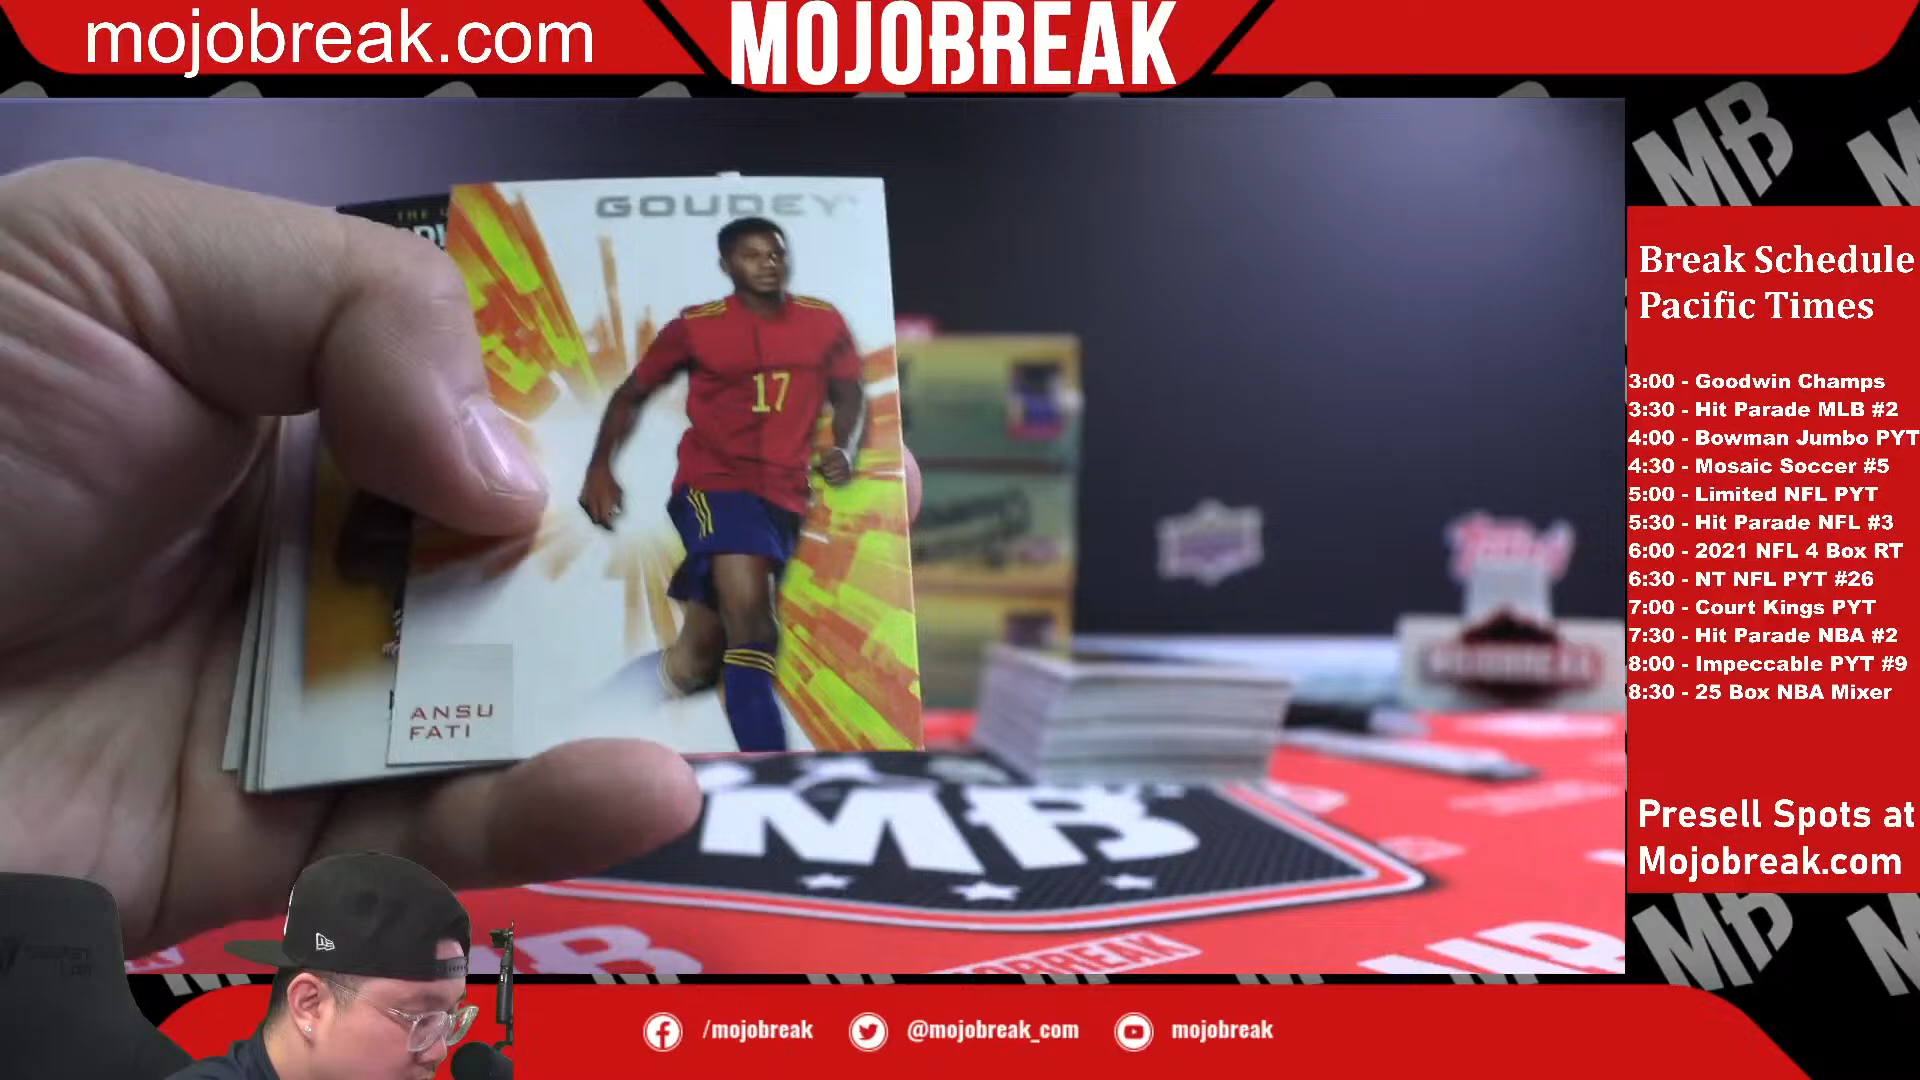 mojobreak.com
MOJOBREAK
GOUDEY
17
ANSU
FATI
MB
Break Schedule
Pacific Times
3:00 - Goodwin Champs
3:30 - Hit Parade MLB #2
4:00 - Bowman Jumbo PYT
4:30 - Mosaic Soccer #5
5:00 - Limited NFL PYT
5:30 - Hit Parade NFL #3
6:00 - 2021 NFL 4 Box RT
6:30 - NT NFL PYT #26
7:00 - Court Kings PYT
7:30 - Hit Parade NBA #2
8:00 - Impeccable PYT #9
8:30 - 25 Box NBA Mixer
Presell Spots at
Mojobreak.com
/mojobreak
@mojobreak_com
mojobreak